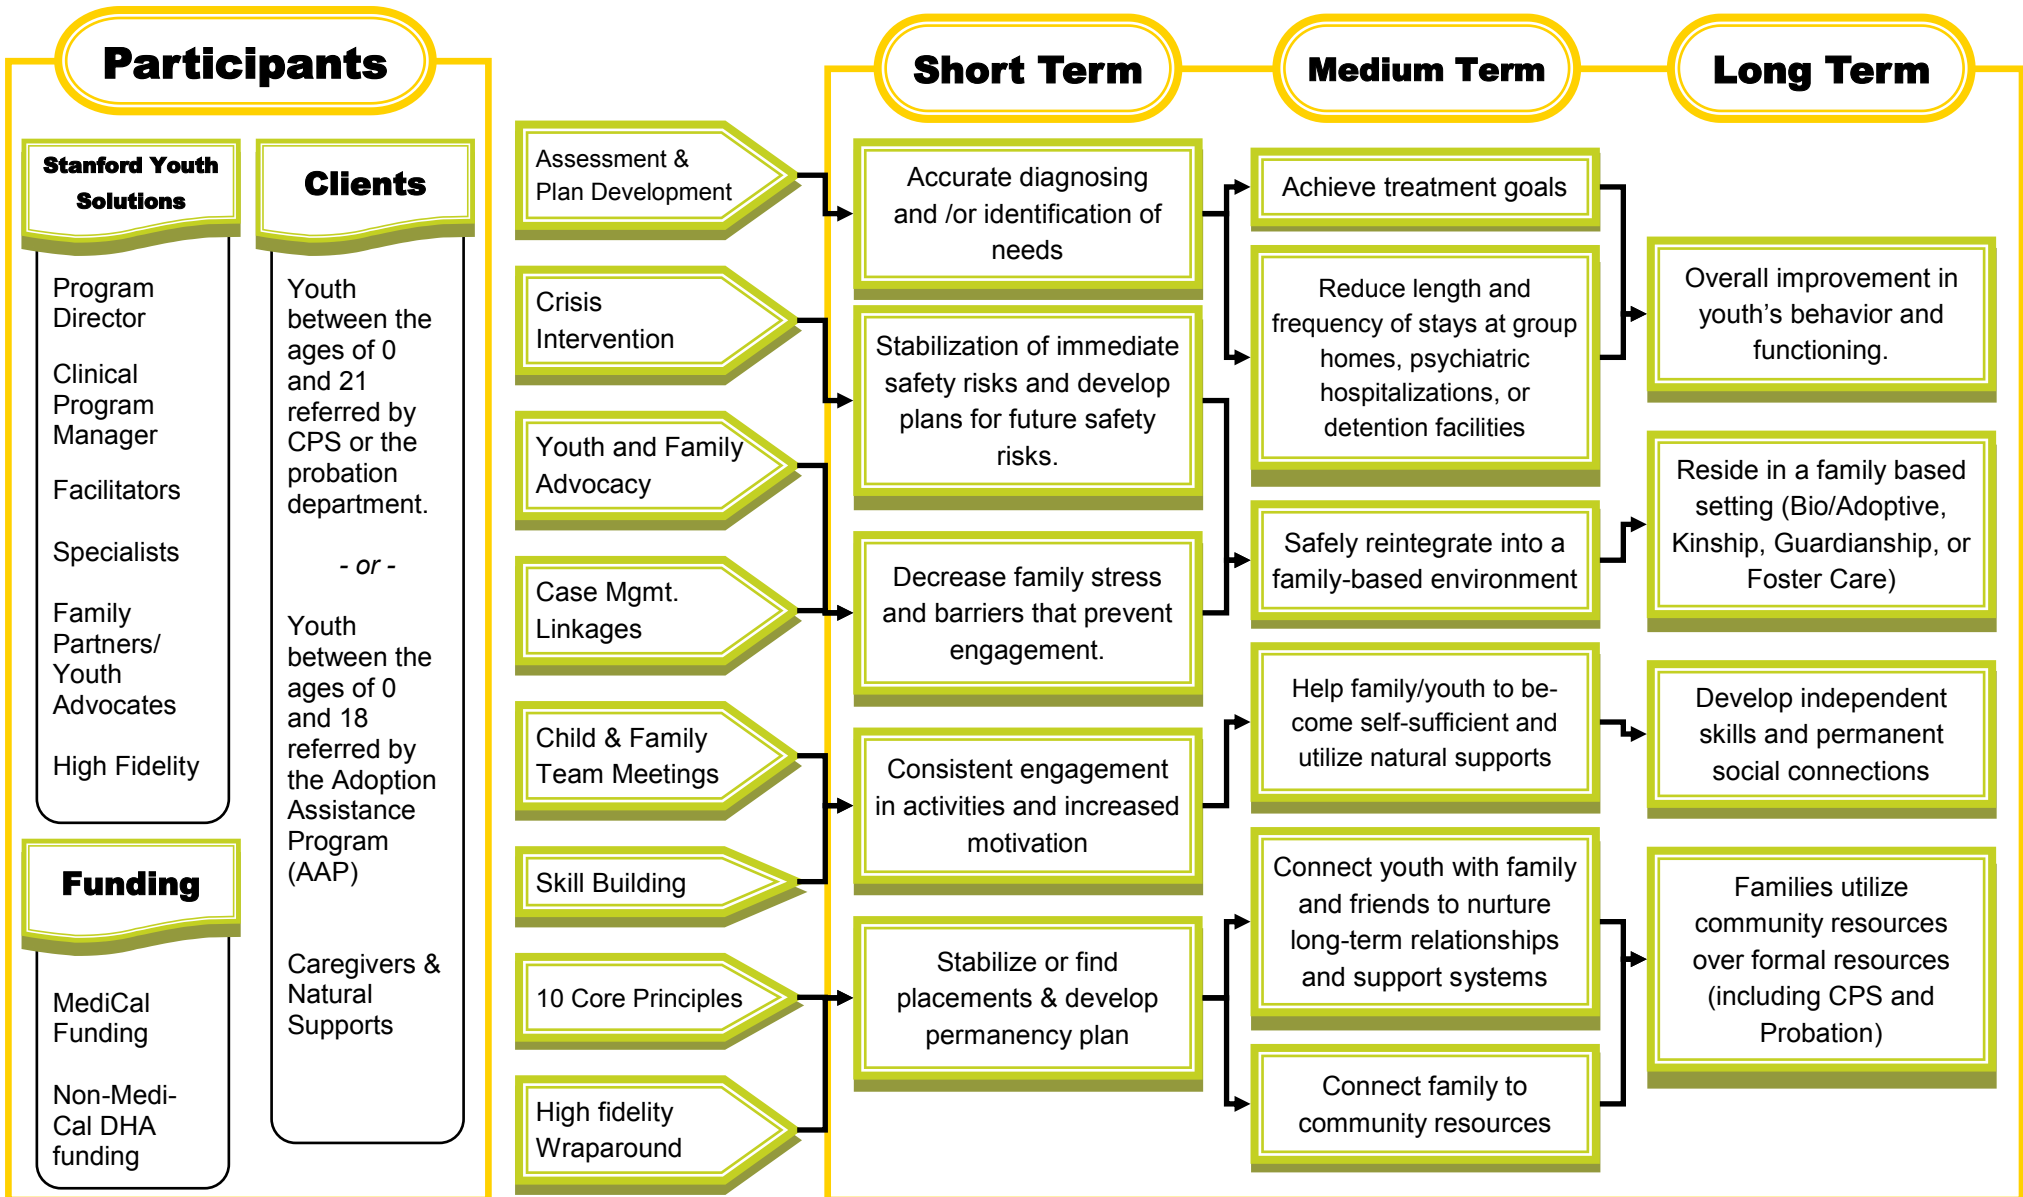 Participants
Stanford Youth
Solutions
Program
Director
Clinical
Program
Manager
Facilitators
Specialists
Family
Partners/
Youth
Advocates
High Fidelity
Funding
MediCal
Funding
Non-Medi-
Cal DHA
funding
Clients
Youth
between the
ages of 0
and 21
referred by
CPS or the
probation
department.
- or -
Youth
between the
ages of 0
and 18
referred by
the Adoption
Assistance
Program
(AAP)
Caregivers &
Natural
Supports
Assessment &
Plan Development
Crisis
Intervention
Youth and Family
Advocacy
Case Mgmt.
Linkages
Child & Family
Team Meetings
Skill Building
10 Core Principles
High fidelity
Wraparound
Short Term
Accurate diagnosing
and /or identification of
needs
Stabilization of immediate
safety risks and develop
plans for future safety
risks.
Decrease family stress
and barriers that prevent
engagement.
Consistent engagement
in activities and increased
motivation
Stabilize or find
placements & develop
permanency plan
Medium Term
Achieve treatment goals
Reduce length and
frequency of stays at group
homes, psychiatric
hospitalizations, or
detention facilities
Safely reintegrate into a
family-based environment
Help family/youth to be-
come self-sufficient and
utilize natural supports
Connect youth with family
and friends to nurture
long-term relationships
and support systems
Connect family to
community resources
Long Term
Overall improvement in
youth’s behavior and
functioning.
Reside in a family based
setting (Bio/Adoptive,
Kinship, Guardianship, or
Foster Care)
Develop independent
skills and permanent
social connections
Families utilize
community resources
over formal resources
(including CPS and
Probation)